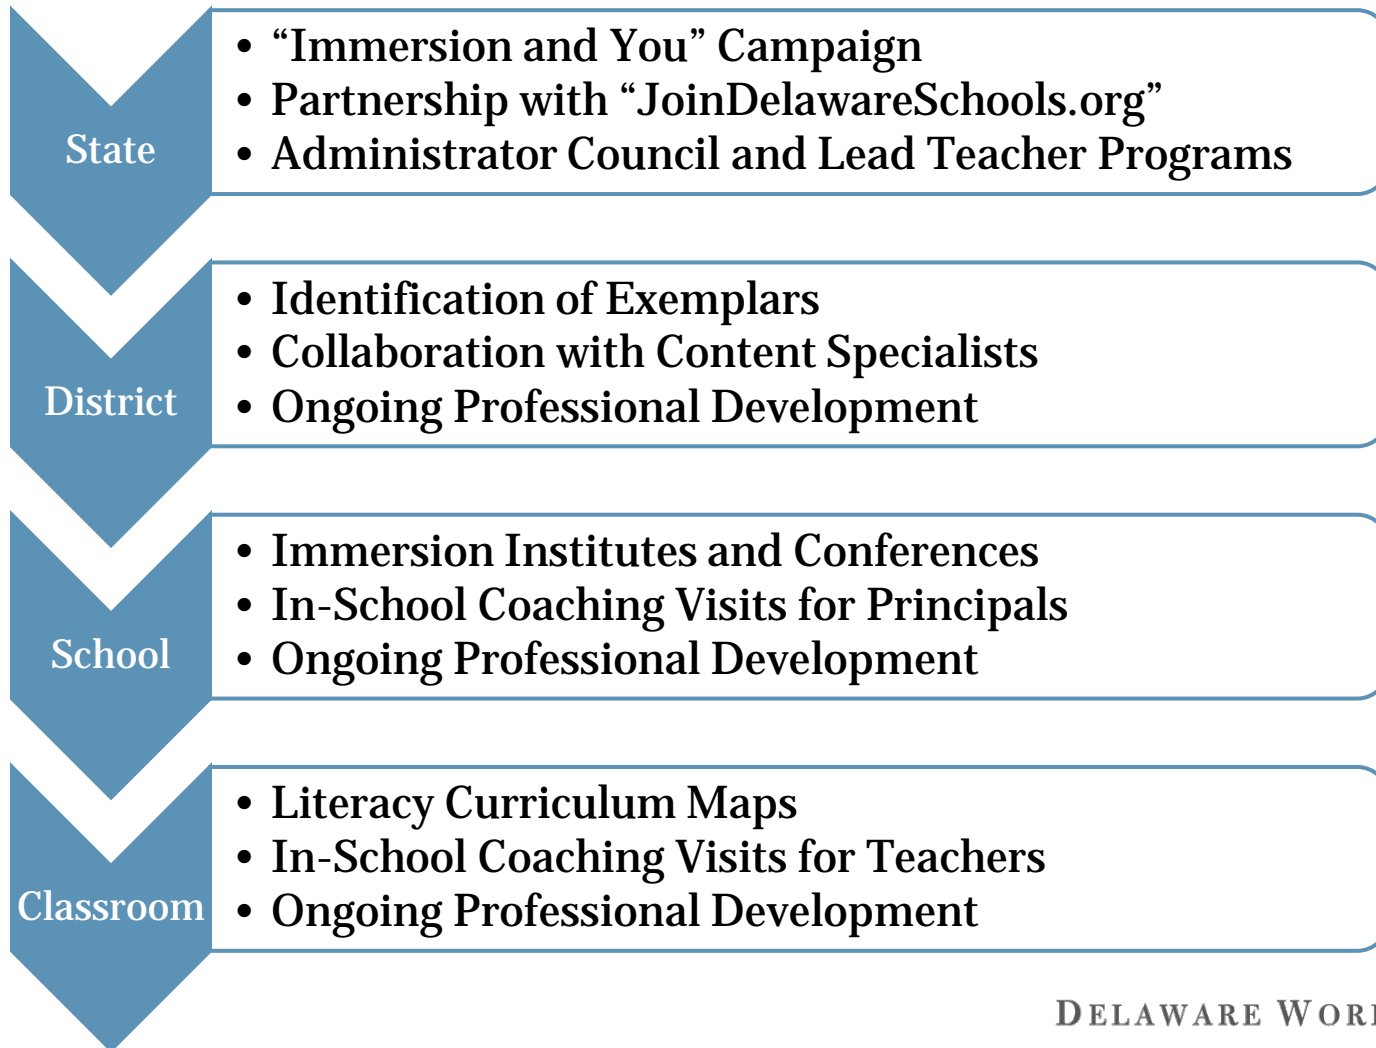 State
• “Immersion and You” Campaign
• Partnership with “JoinDelawareSchools.org”
• Administrator Council and Lead Teacher Programs
District
• Identification of Exemplars
• Collaboration with Content Specialists
• Ongoing Professional Development
School
• Immersion Institutes and Conferences
• In-School Coaching Visits for Principals
• Ongoing Professional Development
Classroom
• Literacy Curriculum Maps
• In-School Coaching Visits for Teachers
• Ongoing Professional Development
DELAWARE